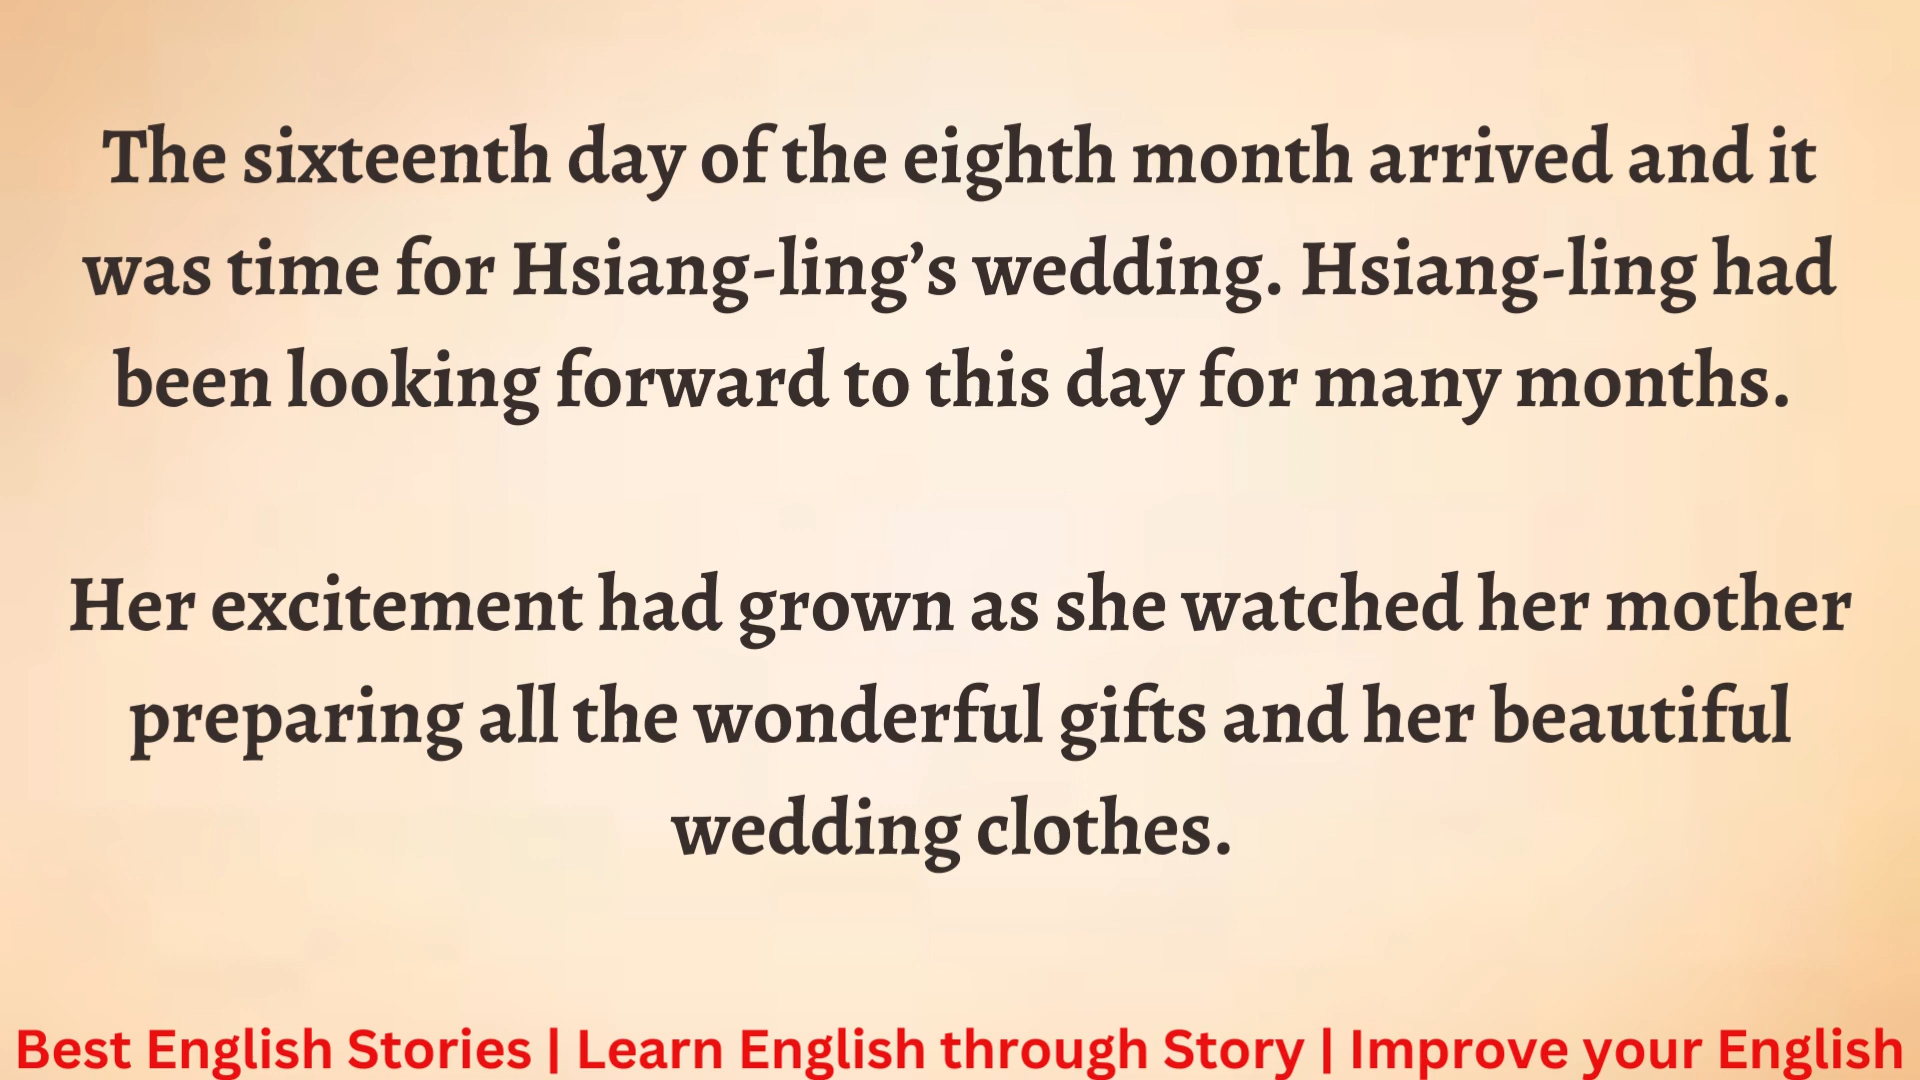 The sixteenth day of the eighth month arrived and it
was time for Hsiang-ling’s wedding. Hsiang-ling had
been looking forward to this day for many months.
Her excitement had grown as she watched her mother
preparing all the wonderful gifts and her beautiful
wedding clothes.
Best English Stories | Learn English through Story | Improve your English